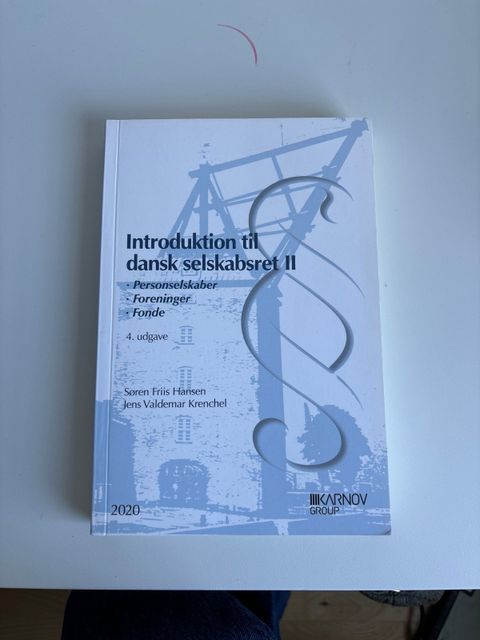 Introduktion til
dansk selskabsret II
· Personselskaber
· Foreninger
· Fonde
4. udgave
Søren Friis Hansen
Jens Valdemar Krenchel
2020
KARNOV
GROUP